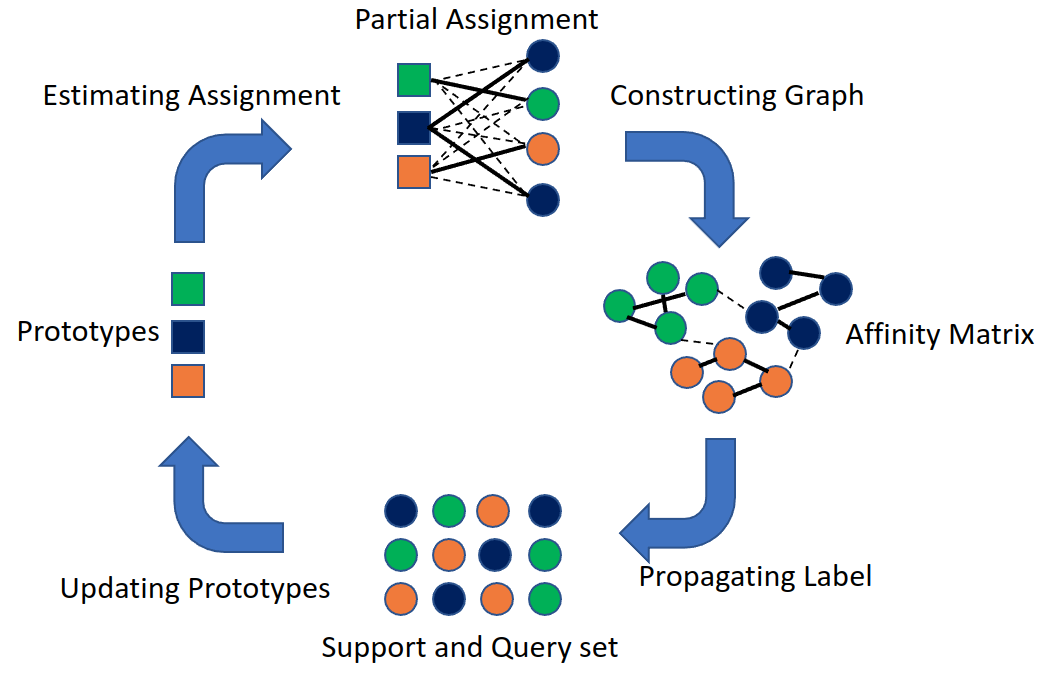 Partial Assignment
Estimating Assignment
Constructing Graph
Prototypes
Affinity Matrix
Propagating Label
Updating Prototypes
Support and Query set